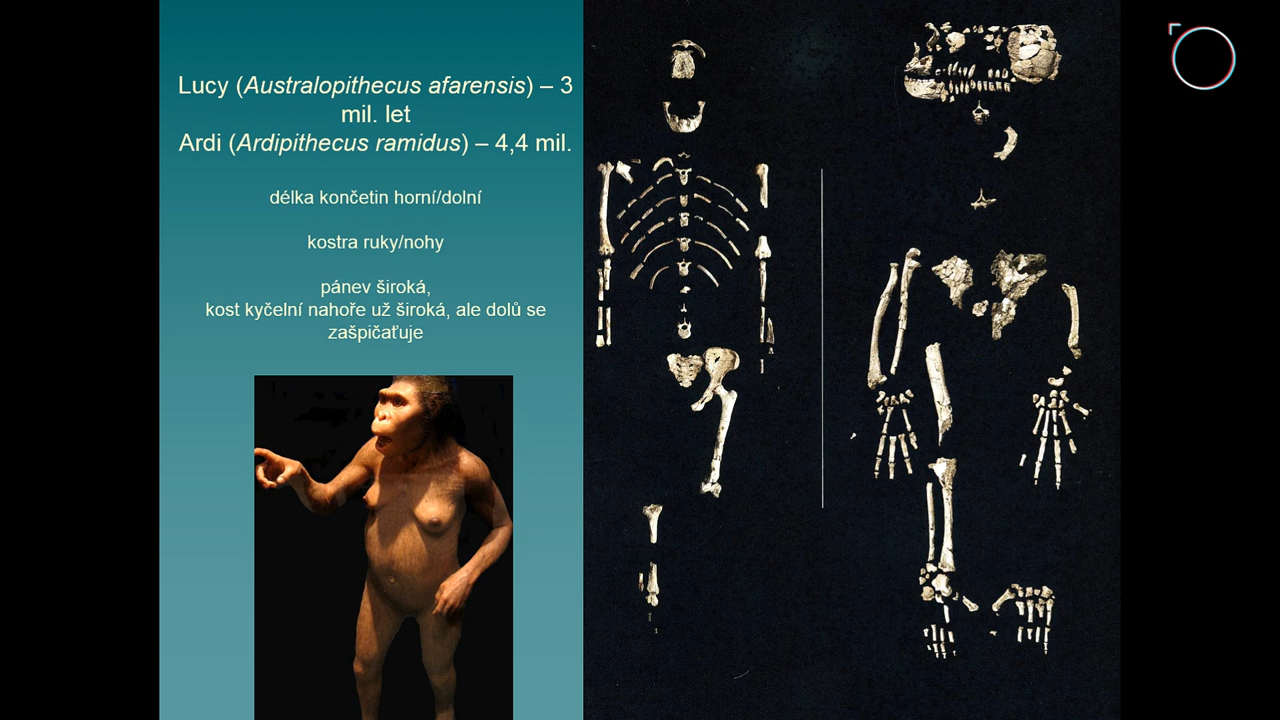 Lucy (Australopithecus afarensis) – 3
mil. let
Ardi (Ardipithecus ramidus) – 4,4 mil.
délka končetin horní/dolní
kostra ruky/nohy
pánev široká,
kost kyčelní nahoře už široká, ale dolů se
zašpičaťuje